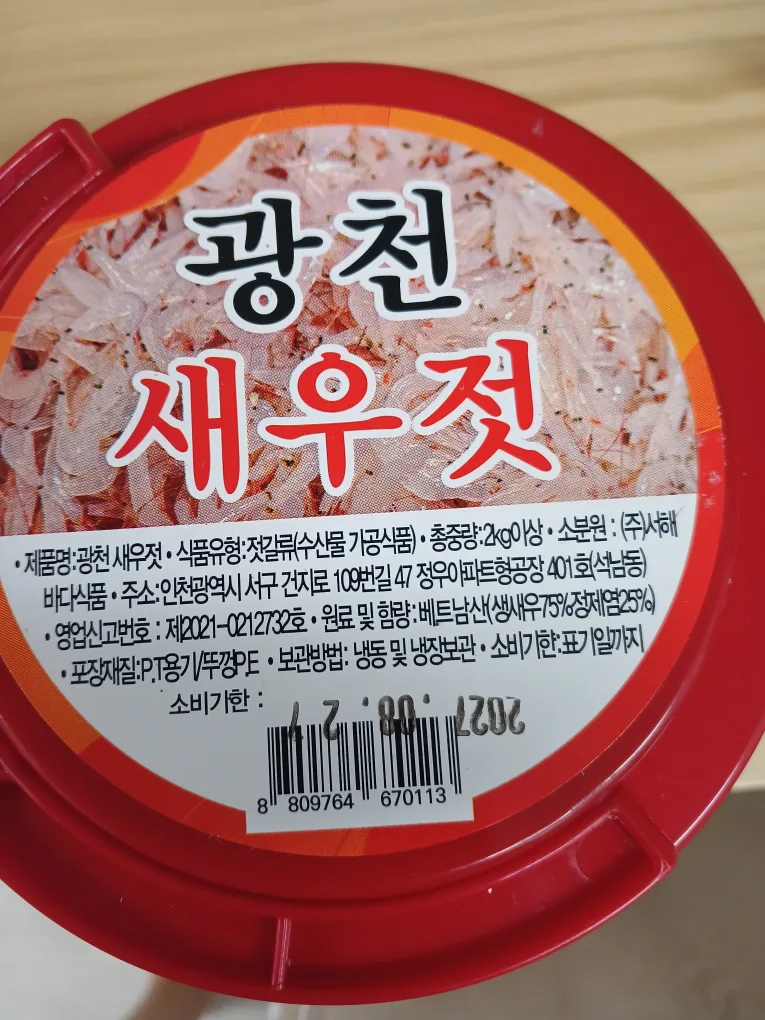 광천
새우젓
• 제품명:광천 새우젓 • 식품유형:젓갈류(수산물 가공식품) • 총중량:2kg이상 • 소분원 : (주)서해
바다식품 • 주소:인천광역시 서구 건지로 109번길 47 정우아파트형공장 401호(석남동)
• 영업신고번호 : 제2021-0212732호 • 원료 및 함량:베트남산(생새우75%정제염25%)
• 포장재질:P.T용기/뚜껑P.E • 보관방법: 냉동 및 냉장보관 • 소비기한:표기일까지
소비기한 :
2027.08.27
8 809764 670113